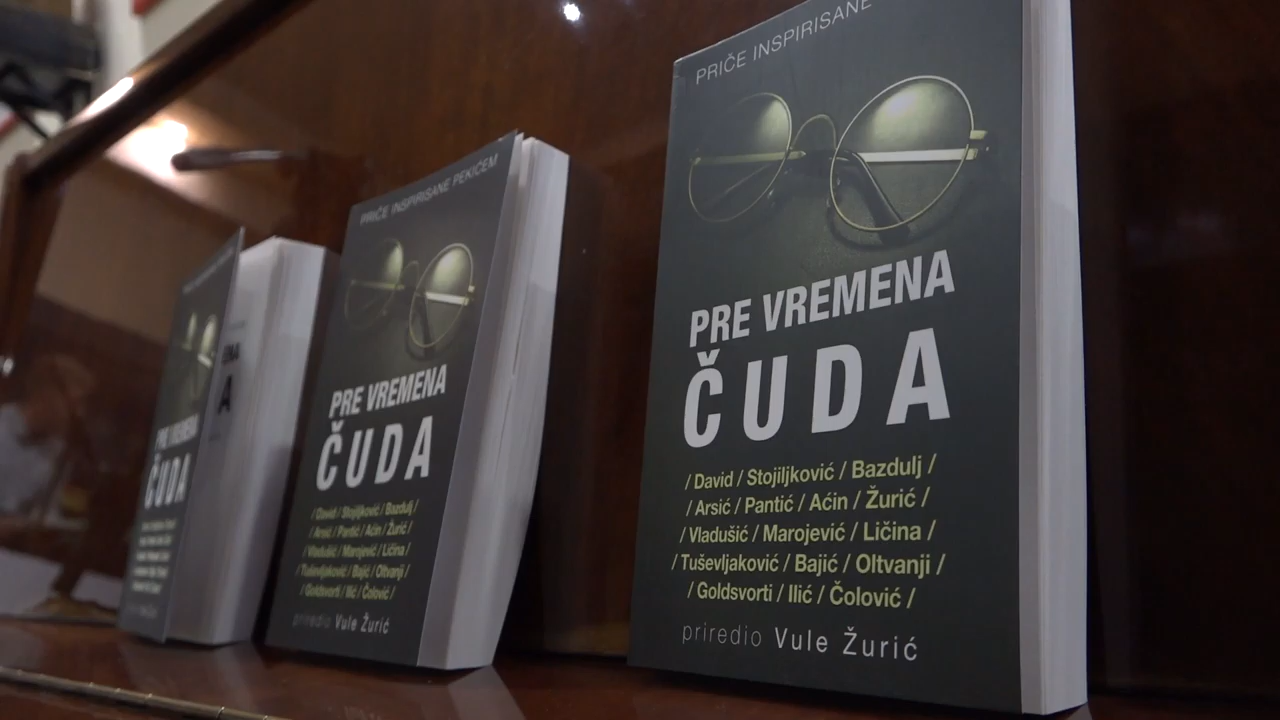 PRIČE INSPIRISANE
PRE VREMENA
ČUDA
/ David / Stojiljković / Bazdulj /
/ Arsić / Pantić / Aćin / Žurić /
/ Vladušić / Marojević / Ličina /
/ Tuševljaković / Bajić / Oltvanji /
/ Goldsvorti / Ilić / Čolović /
priredio Vule Žurić
PRIČE INSPIRISANE PEKIĆEM
PRE VREMENA
ČUDA
/ David / Stojiljković / Bazdulj /
/ Arsić / Pantić / Aćin / Žurić /
/ Vladušić / Marojević / Ličina /
/ Tuševljaković / Bajić / Oltvanji /
/ Goldsvorti / Ilić / Čolović /
priredio Vule Žurić
PRE VREMENA
ČUDA
ENA
A